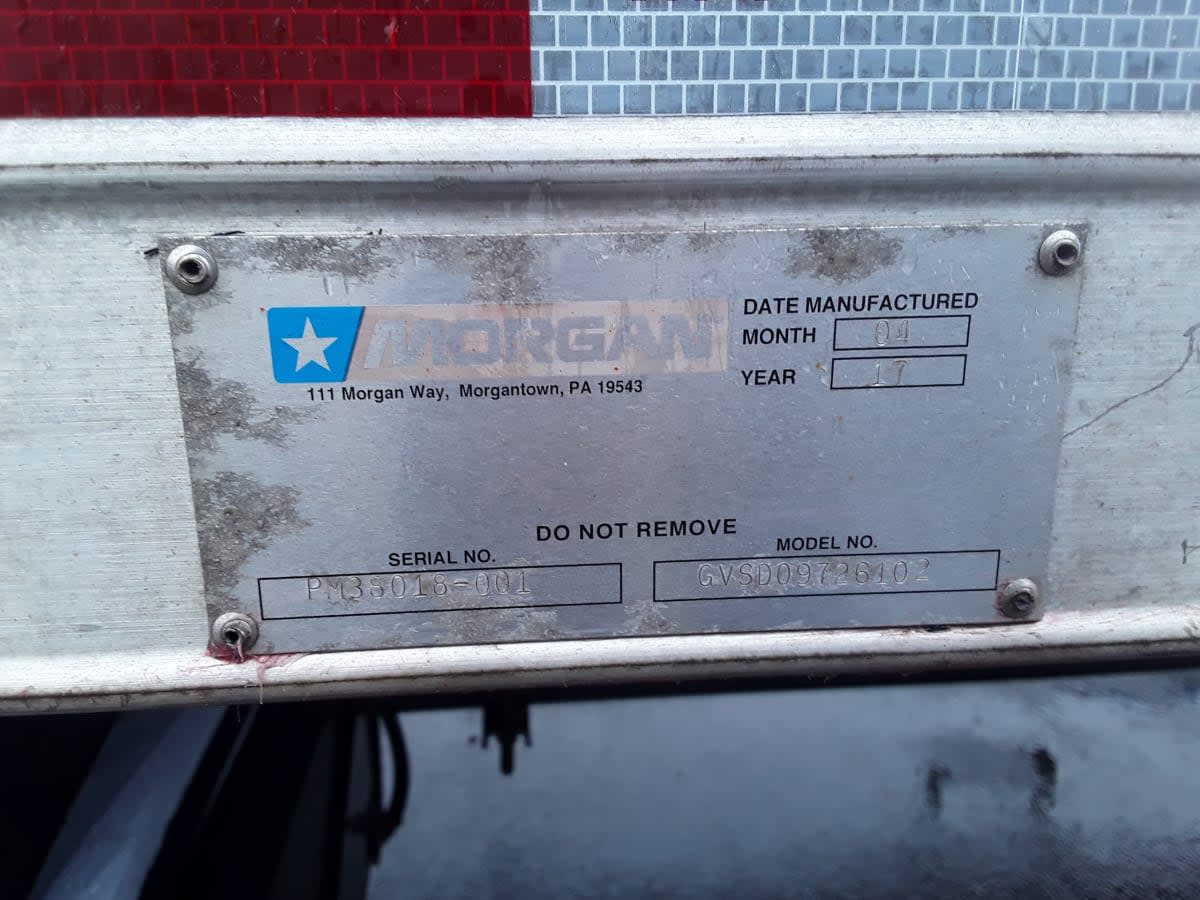 MORGAN
111 Morgan Way, Morgantown, PA 19543
DATE MANUFACTURED
MONTH 04
YEAR 17
DO NOT REMOVE
SERIAL NO.
PM38018-001
MODEL NO.
GVSD09726102